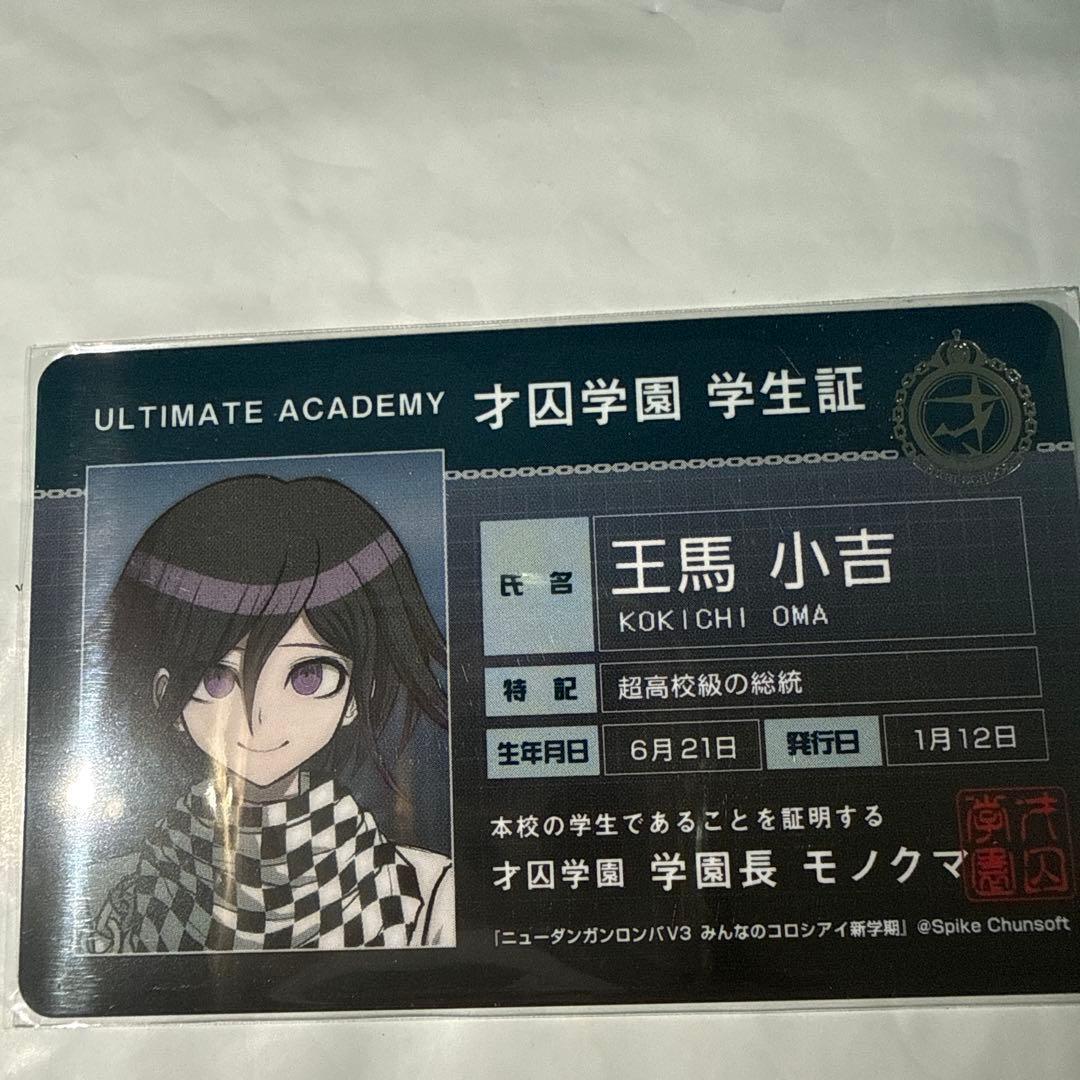 ULTIMATE ACADEMY 才囚学園 学生証
才
氏名 王馬 小吉
KOKICHI OMA
特記 超高校級の総統
生年月日 6月21日 発行日 1月12日
本校の学生であることを証明する
才囚学園 学園長 モノクマ
才囚学園
『ニューダンガンロンパV3 みんなのコロシアイ新学期』 @Spike Chunsoft